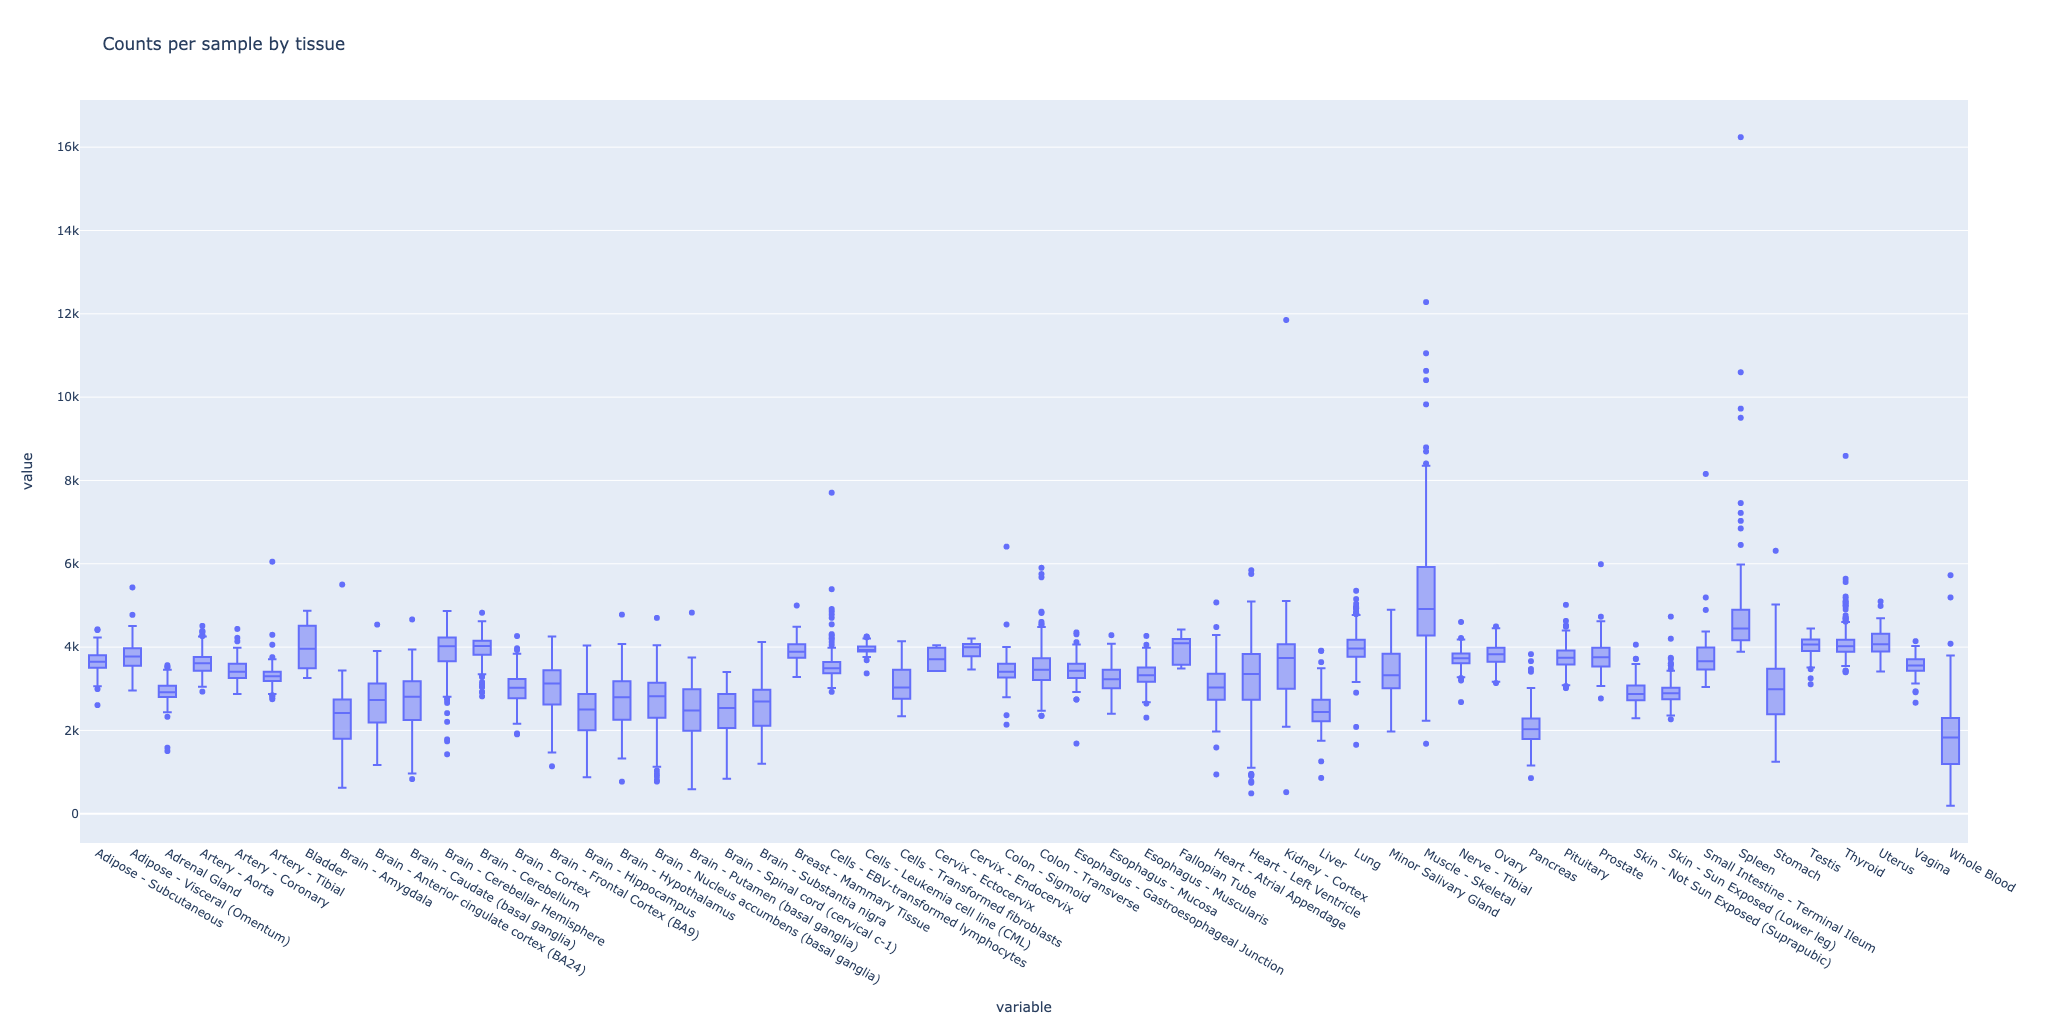 Counts per sample by tissue
value
16k
14k
12k
10k
8k
6k
4k
2k
0
Adipose - Subcutaneous
Adipose - Visceral (Omentum)
Adrenal Gland
Artery - Aorta
Artery - Coronary
Artery - Tibial
Bladder
Brain - Amygdala
Brain - Anterior cingulate cortex (BA24)
Brain - Caudate (basal ganglia)
Brain - Cerebellar Hemisphere
Brain - Cerebellum
Brain - Cortex
Brain - Frontal Cortex (BA9)
Brain - Hippocampus
Brain - Hypothalamus
Brain - Nucleus accumbens (basal ganglia)
Brain - Putamen (basal ganglia)
Brain - Spinal cord (cervical c-1)
Brain - Substantia nigra
Breast - Mammary Tissue
Cells - EBV-transformed lymphocytes
Cells - Leukemia cell line (CML)
Cells - Transformed fibroblasts
Cervix - Ectocervix
Cervix - Endocervix
Colon - Sigmoid
Colon - Transverse
Esophagus - Gastroesophageal Junction
Esophagus - Mucosa
Esophagus - Muscularis
Fallopian Tube
Heart - Atrial Appendage
Heart - Left Ventricle
Kidney - Cortex
Liver
Lung
Minor Salivary Gland
Muscle - Skeletal
Nerve - Tibial
Ovary
Pancreas
Pituitary
Prostate
Skin - Not Sun Exposed (Suprapubic)
Skin - Sun Exposed (Lower leg)
Small Intestine - Terminal Ileum
Spleen
Stomach
Testis
Thyroid
Uterus
Vagina
Whole Blood
variable